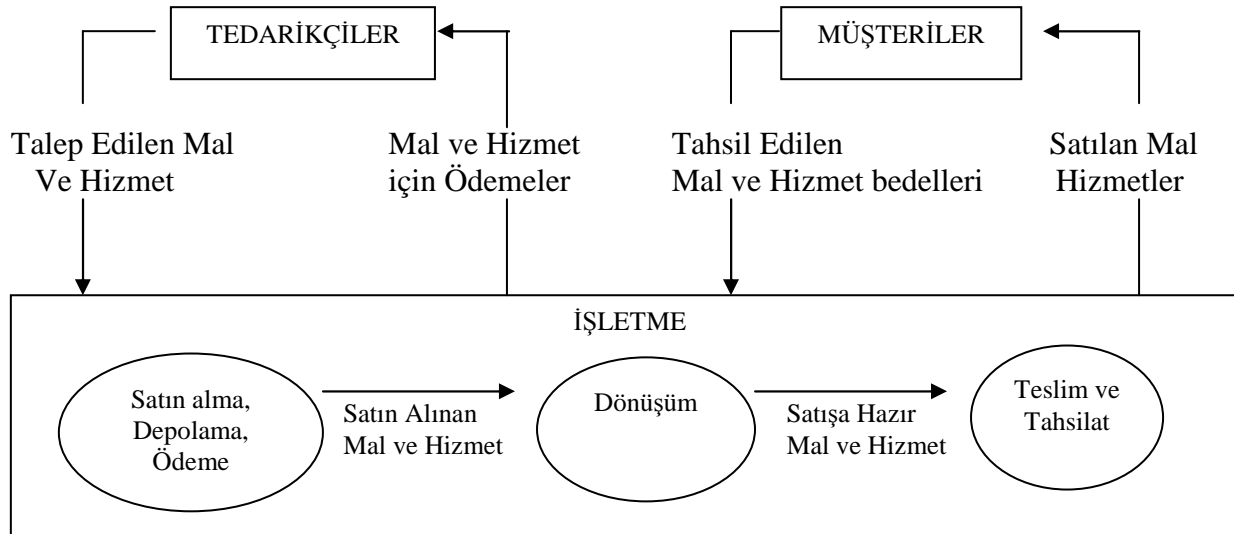 TEDARİKÇİLER
MÜŞTERİLER
Talep Edilen Mal
Ve Hizmet
Mal ve Hizmet
için Ödemeler
Tahsil Edilen
Mal ve Hizmet bedelleri
Satılan Mal
Hizmetler
İŞLETME
Satın alma,
Depolama,
Ödeme
Satın Alınan
Mal ve Hizmet
Dönüşüm
Satışa Hazır
Mal ve Hizmet
Teslim ve
Tahsilat